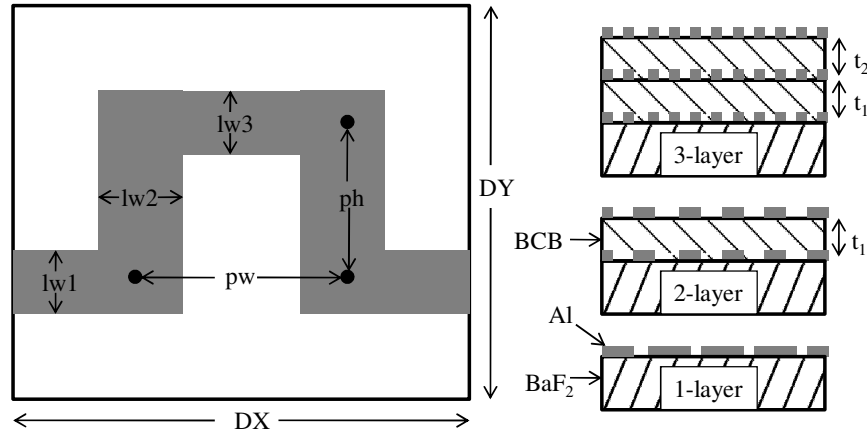 lw3
lw2
ph
DY
lw1
pw
DX
t2
t1
3-layer
BCB
t1
2-layer
Al
BaF2
1-layer